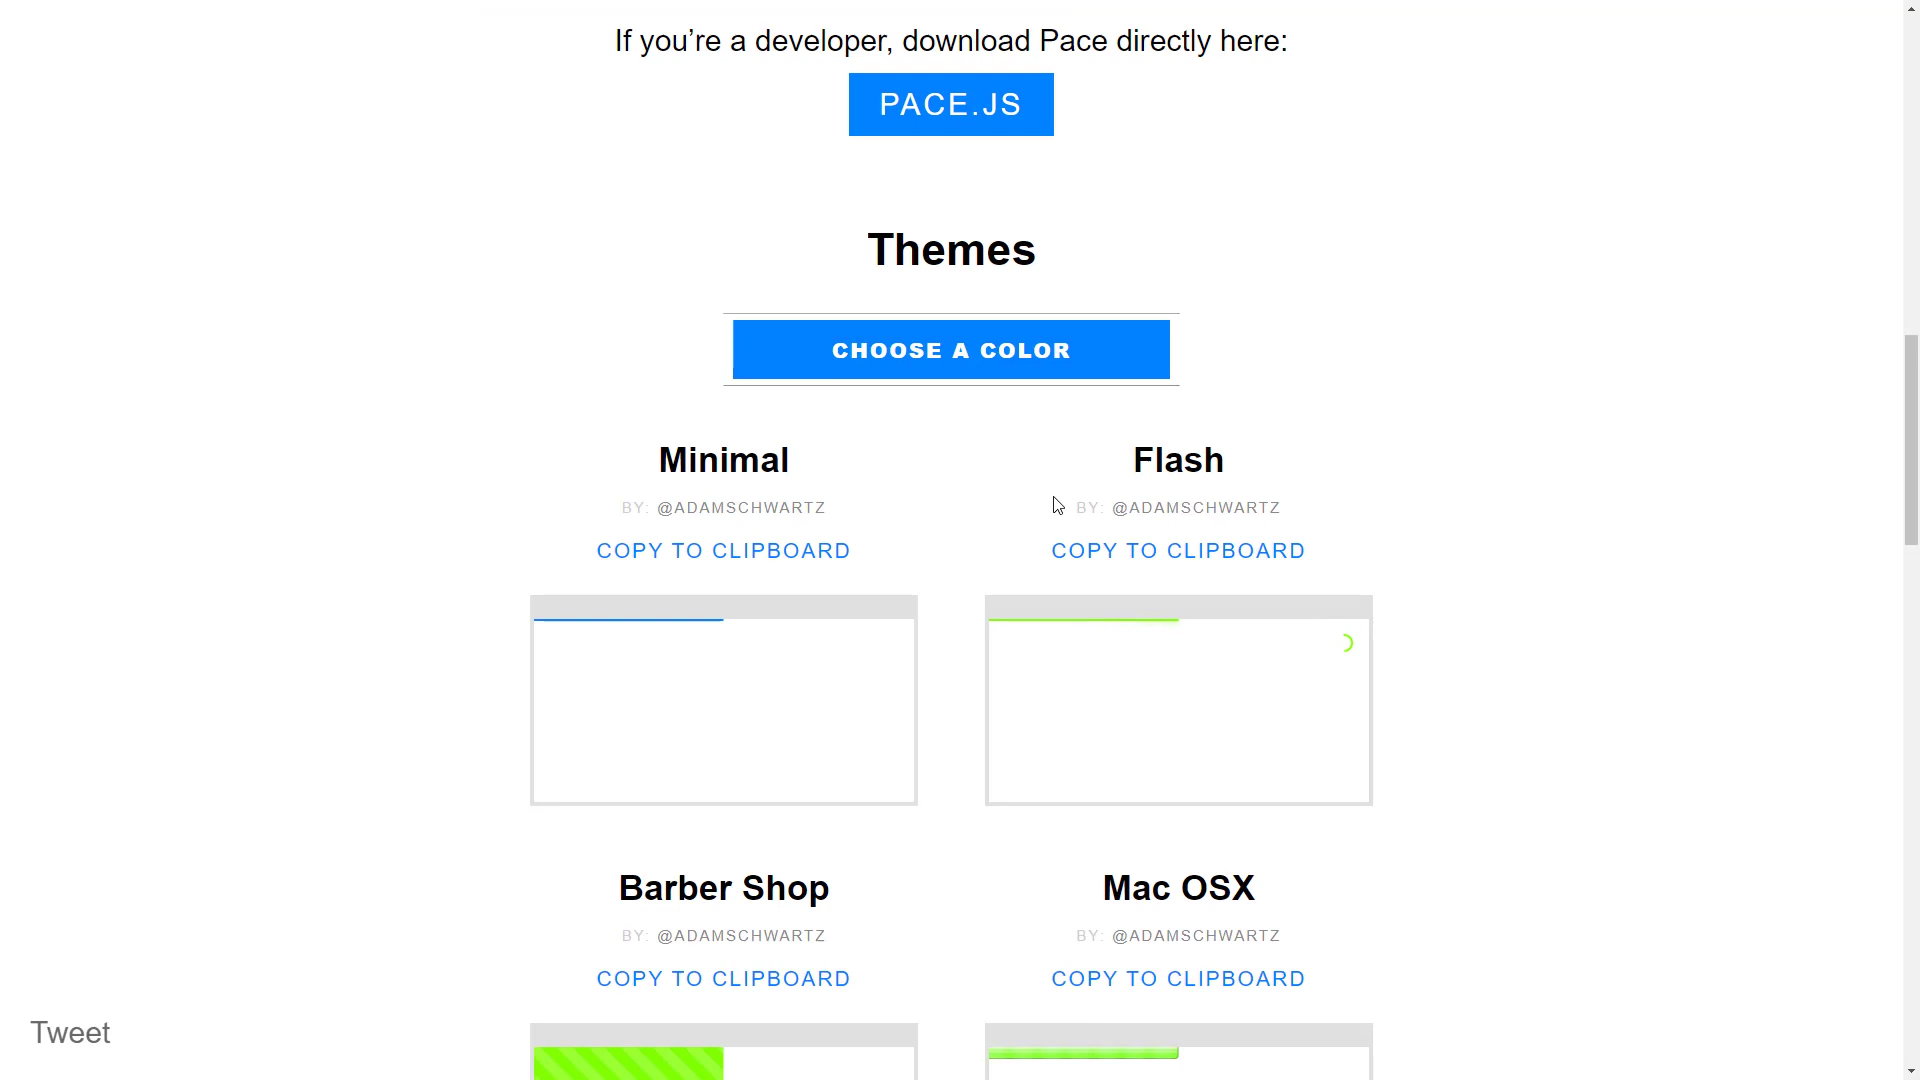 If you’re a developer, download Pace directly here:
PACE.JS
Themes
CHOOSE A COLOR
Minimal
BY: @ADAMSCHWARTZ
COPY TO CLIPBOARD
Flash
BY: @ADAMSCHWARTZ
COPY TO CLIPBOARD
Barber Shop
BY: @ADAMSCHWARTZ
COPY TO CLIPBOARD
Mac OSX
BY: @ADAMSCHWARTZ
COPY TO CLIPBOARD
Tweet